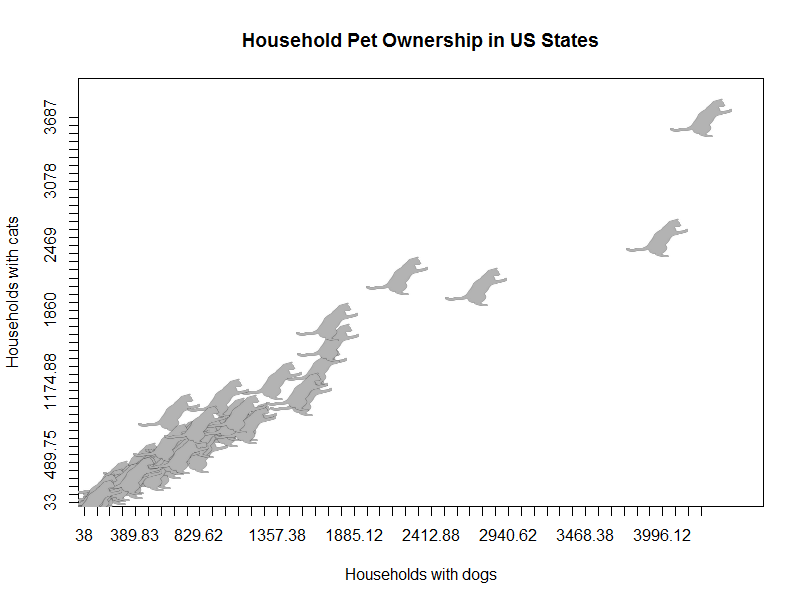 Household Pet Ownership in US States
Households with cats
3687
3078
2469
1860
1174.88
489.75
33
38 389.83 829.62 1357.38 1885.12 2412.88 2940.62 3468.38 3996.12
Households with dogs